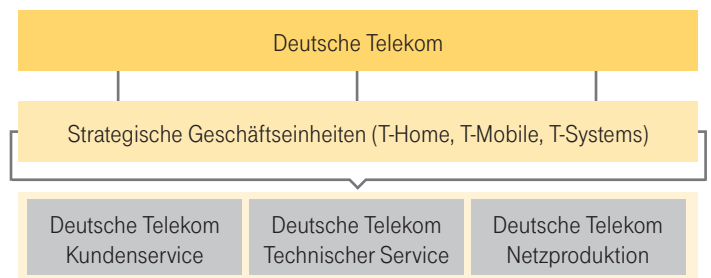 Deutsche Telekom
Strategische Geschäftseinheiten (T-Home, T-Mobile, T-Systems)
Deutsche Telekom
Kundenservice
Deutsche Telekom
Technischer Service
Deutsche Telekom
Netzproduktion